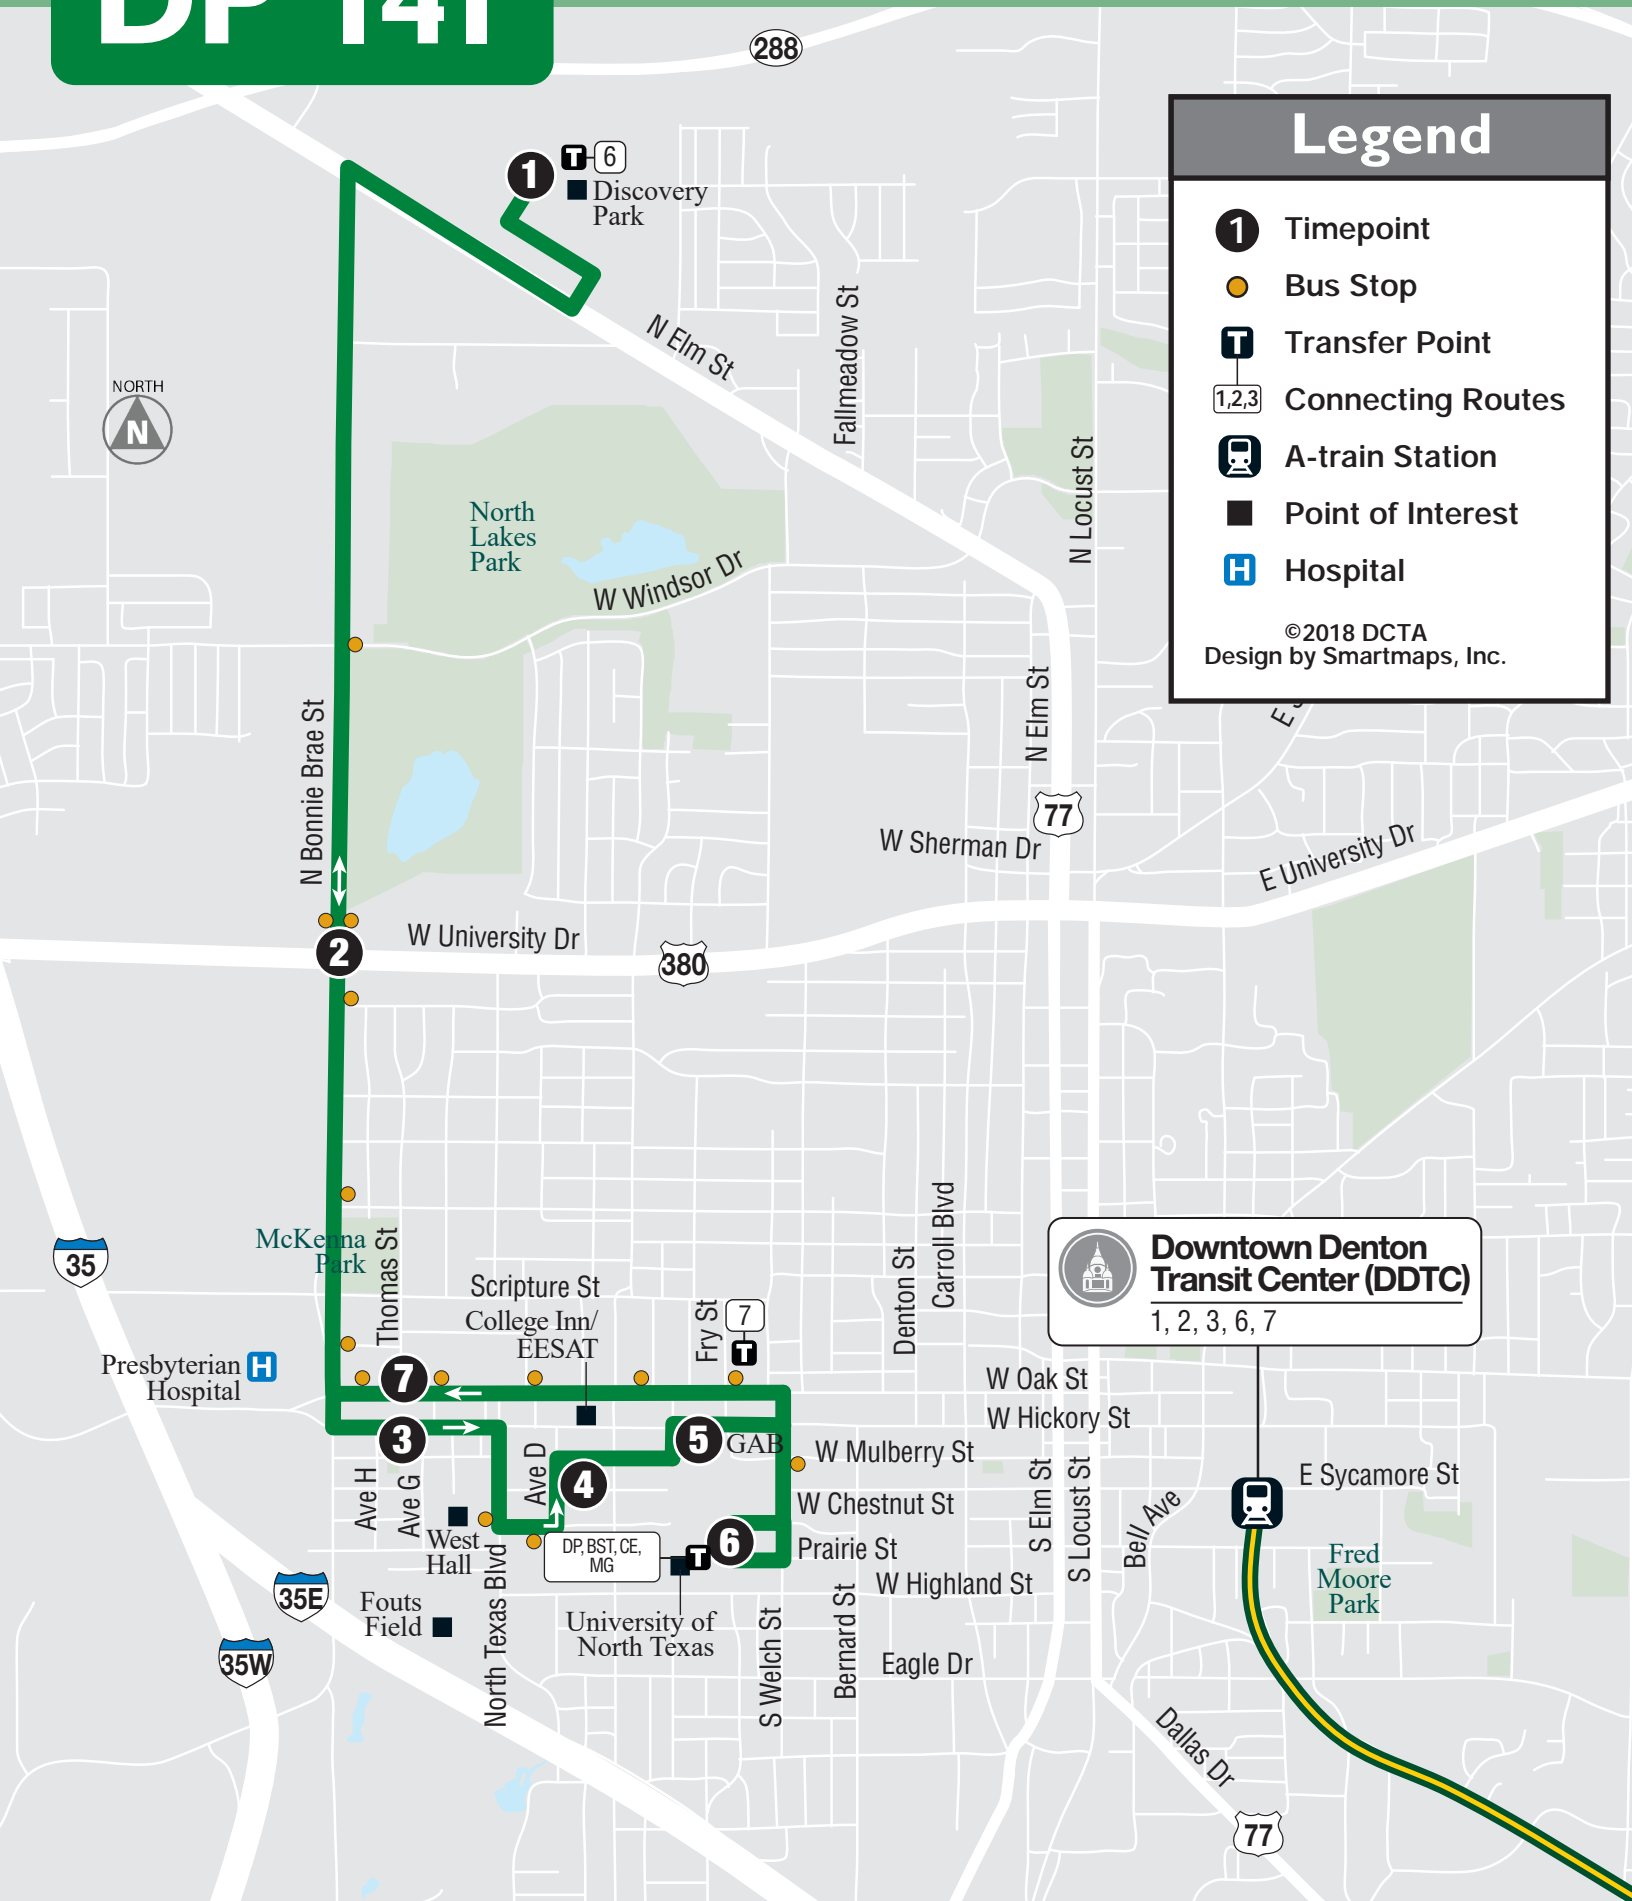 DP 141
288
Legend
1 Timepoint
Bus Stop
T Transfer Point
1,2,3 Connecting Routes
A-train Station
Point of Interest
H Hospital
©2018 DCTA
Design by Smartmaps, Inc.
1
T 6
Discovery
Park
N Elm St
Fallmeadow St
N Locust St
NORTH
N
North
Lakes
Park
W Windsor Dr
N Bonnie Brae St
N Elm St
77
W Sherman Dr
E University Dr
2
W University Dr
380
McKenna
Park
Thomas St
35
Scripture St
College Inn/
EESAT
Fry St
7
T
Denton St
Carroll Blvd
Downtown Denton
Transit Center (DDTC)
1, 2, 3, 6, 7
Presbyterian
Hospital
H
7
W Oak St
W Hickory St
3
5
GAB
W Mulberry St
Ave H
Ave G
Ave D
4
W Chestnut St
S Elm St
S Locust St
Bell Ave
E Sycamore St
West
Hall
DP, BST, CE,
MG
T
6
Prairie St
W Highland St
Fred
Moore
Park
35E
Fouts
Field
North Texas Blvd
University of
North Texas
S Welch St
Bernard St
Eagle Dr
35W
Dallas Dr
77